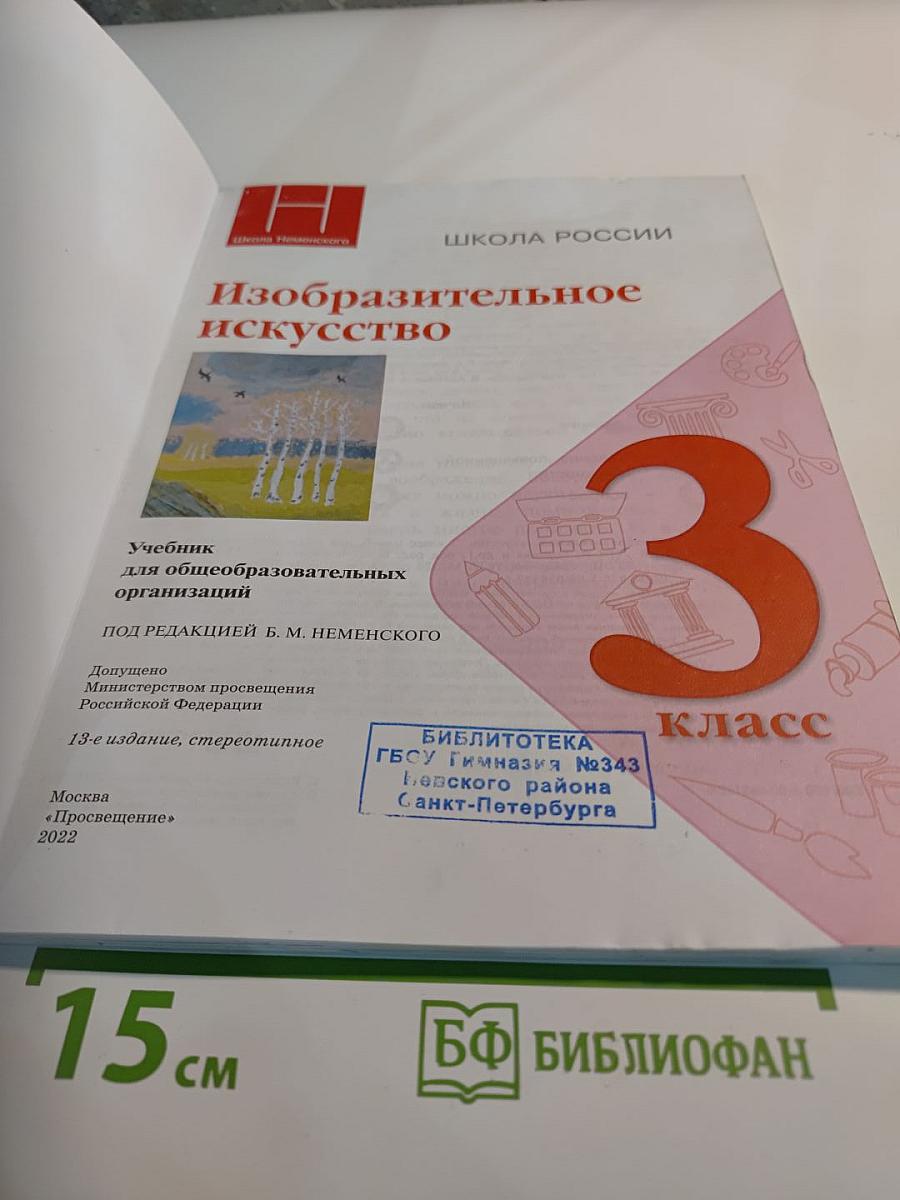 Школа Неменского
ШКОЛА РОССИИ
Изобразительное
искусство
Учебник
для общеобразовательных
организаций
ПОД РЕДАКЦИЕЙ Б. М. НЕМЕНСКОГО
Допущено
Министерством просвещения
Российской Федерации
13-е издание, стереотипное
Москва
«Просвещение»
2022
3
класс
БИБЛИТОТЕКА
ГБОУ Гимназия №343
Невского района
Санкт-Петербурга
15 см
БФ БИБЛИОФАН